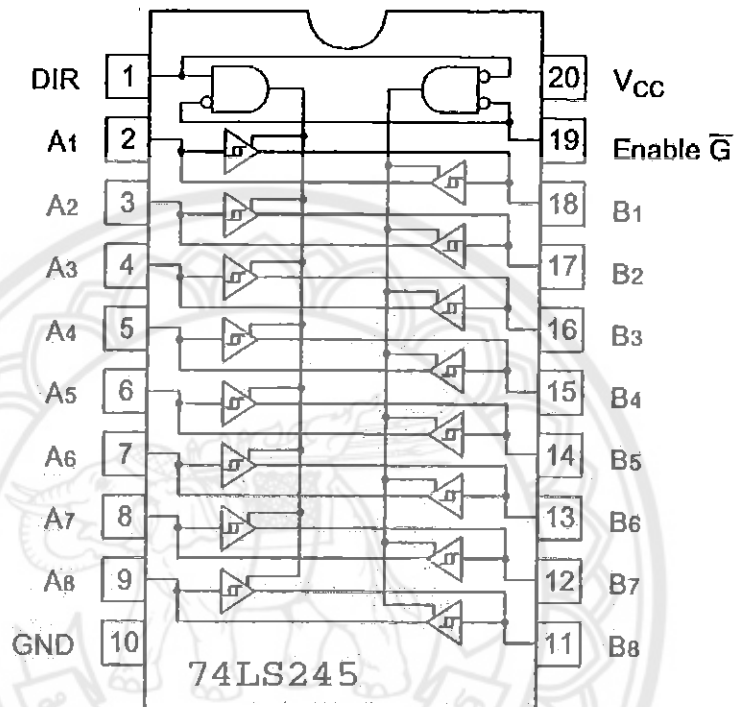 DIR 1 20 VCC
A1 2 19 Enable G̅
A2 3 18 B1
A3 4 17 B2
A4 5 16 B3
A5 6 15 B4
A6 7 14 B5
A7 8 13 B6
A8 9 12 B7
GND 10 11 B8
74LS245